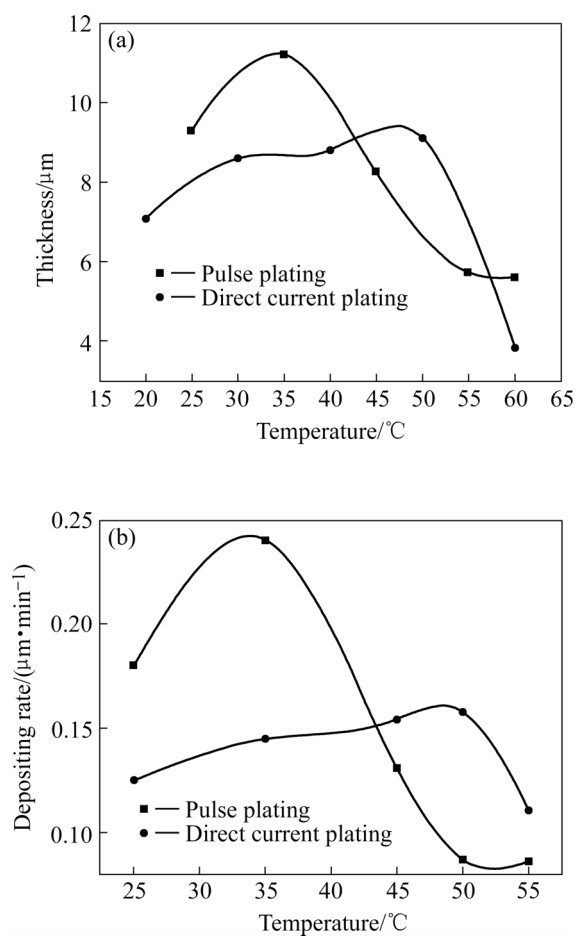 (a)
12
10
8
6
4
Thickness/μm
Pulse plating
Direct current plating
15 20 25 30 35 40 45 50 55 60 65
Temperature/℃
(b)
0.25
0.20
0.15
0.10
Depositing rate/(μm•min⁻¹)
Pulse plating
Direct current plating
25 30 35 40 45 50 55
Temperature/℃